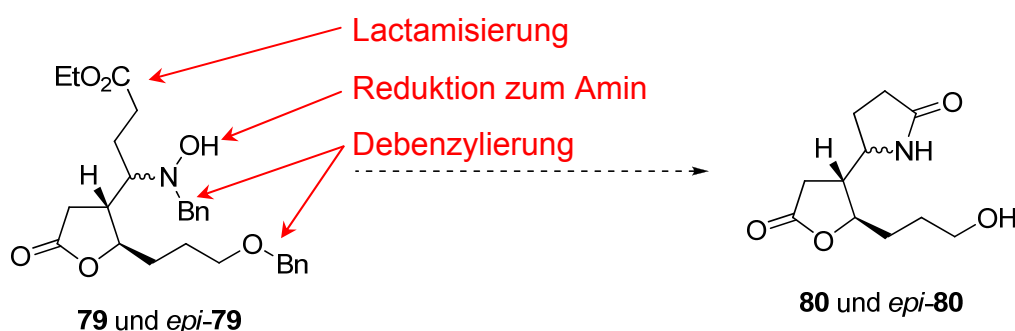 Lactamisierung
EtO2C
Reduktion zum Amin
OH
Debenzylierung
H
N
Bn
O
O
O
Bn
79 und epi-79
O
NH
H
O
O
OH
80 und epi-80